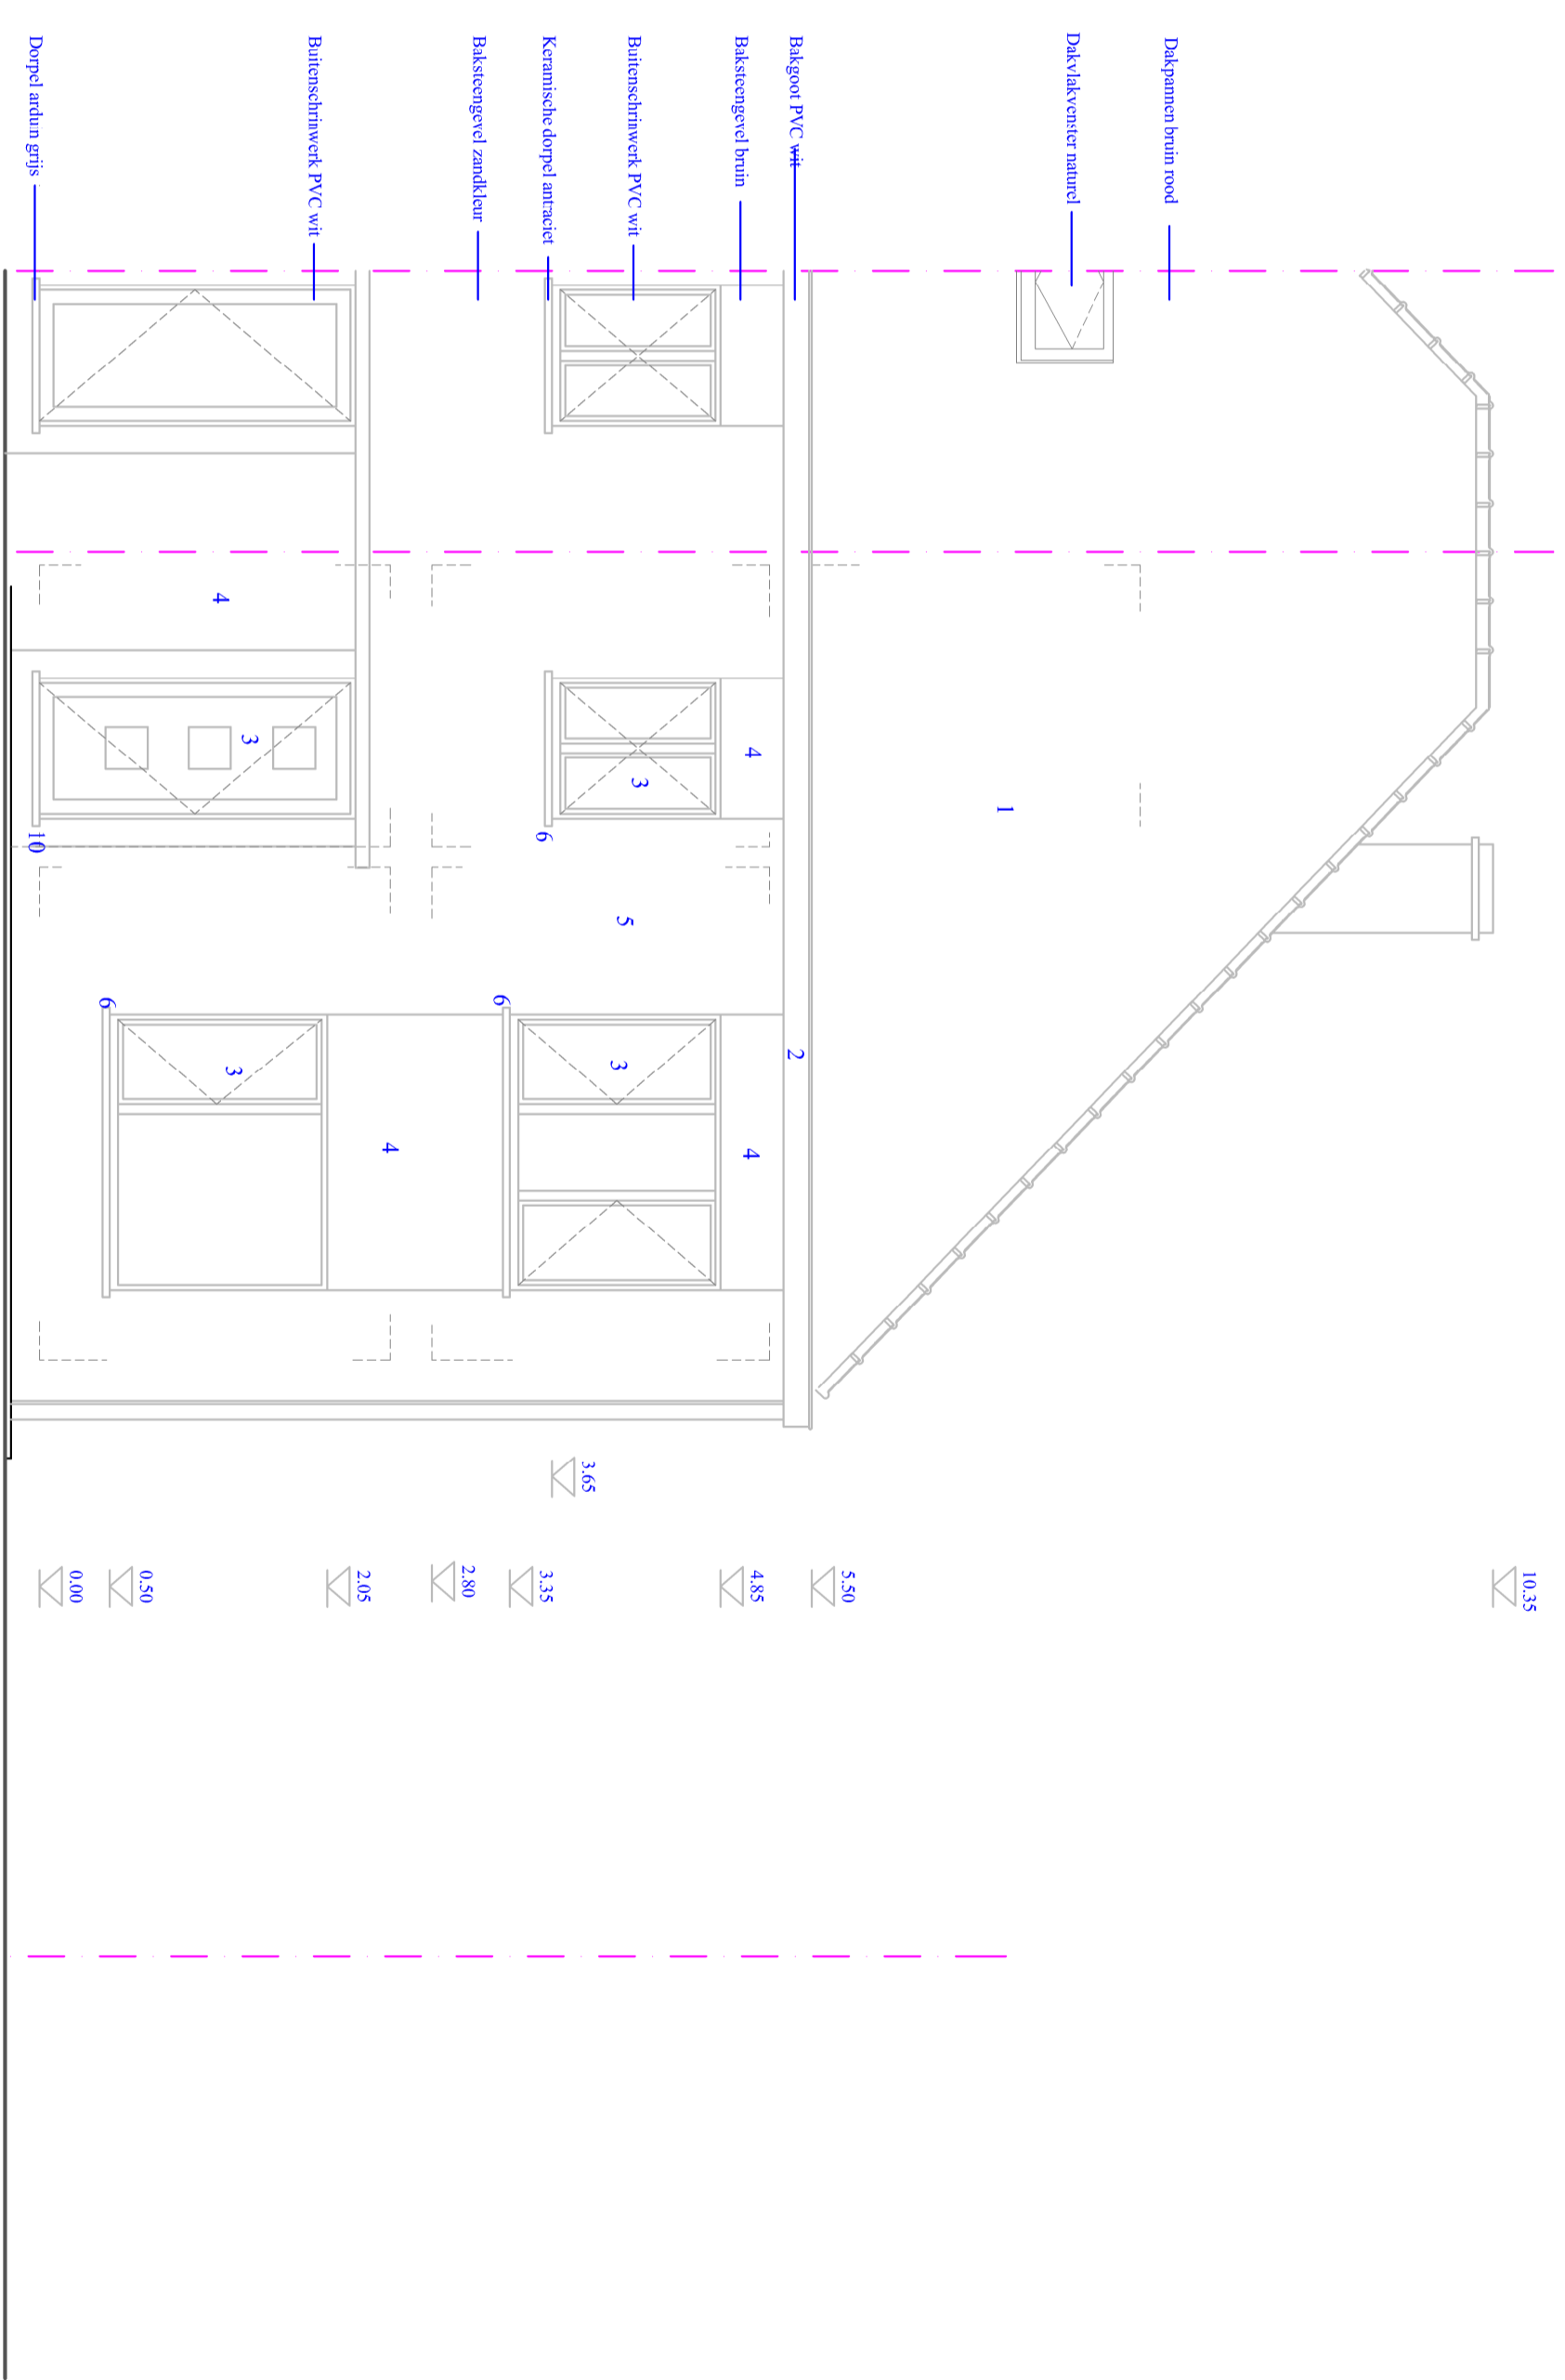 Dakpannen bruin rood
Dakvlakvenster naturel
Bakgoot PVC wit
Baksteengevel bruin
Buitenschrinwerk PVC wit
Keramische dorpel antraciet
Baksteengevel zandkleur
Buitenschrinwerk PVC wit
Dorpel arduin grijs
1
2
4
4
3
3
6
6
5
4
4
3
3
6
10
10.35
5.50
4.85
3.65
3.35
2.80
2.05
0.50
0.00